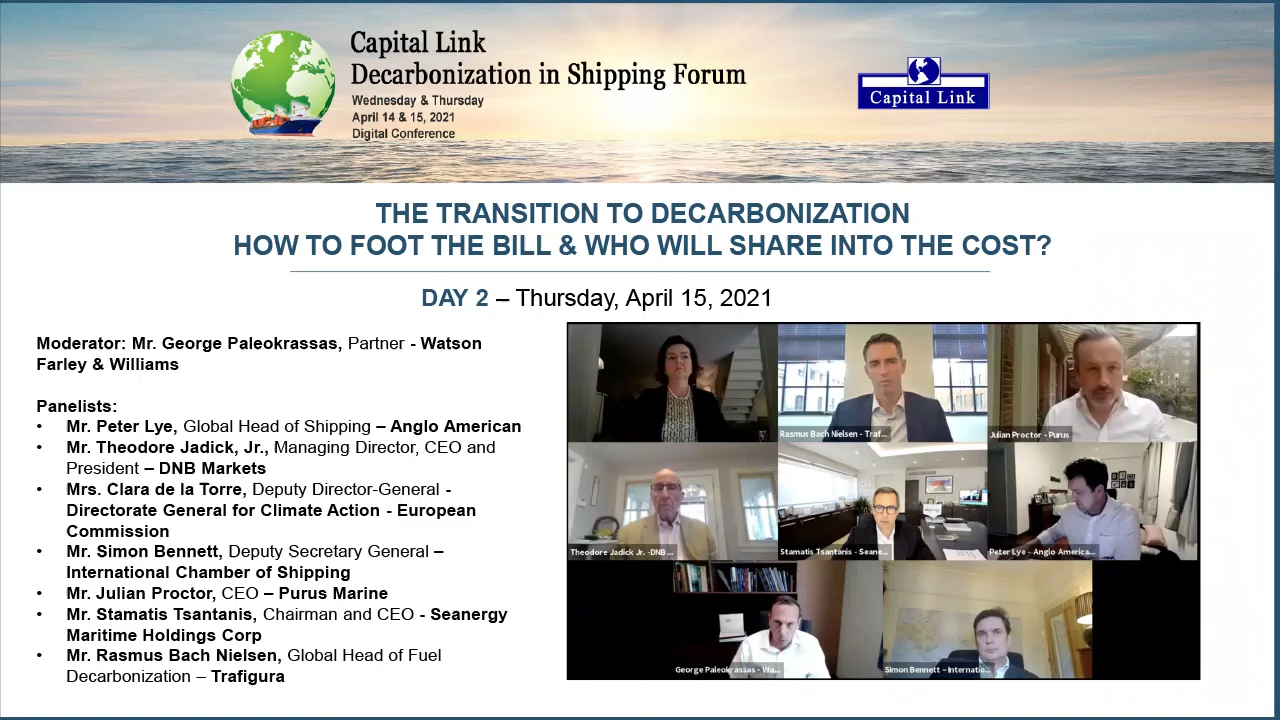 Capital Link
Decarbonization in Shipping Forum
Wednesday & Thursday
April 14 & 15, 2021
Digital Conference
Capital Link
THE TRANSITION TO DECARBONIZATION
HOW TO FOOT THE BILL & WHO WILL SHARE INTO THE COST?
DAY 2 – Thursday, April 15, 2021
Moderator: Mr. George Paleokrassas, Partner - Watson
Farley & Williams
Panelists:
• Mr. Peter Lye, Global Head of Shipping – Anglo American
• Mr. Theodore Jadick, Jr., Managing Director, CEO and
President – DNB Markets
• Mrs. Clara de la Torre, Deputy Director-General -
Directorate General for Climate Action - European
Commission
• Mr. Simon Bennett, Deputy Secretary General –
International Chamber of Shipping
• Mr. Julian Proctor, CEO – Purus Marine
• Mr. Stamatis Tsantanis, Chairman and CEO - Seanergy
Maritime Holdings Corp
• Mr. Rasmus Bach Nielsen, Global Head of Fuel
Decarbonization – Trafigura
Rasmus Bach Nielsen - Traf...
Julian Proctor - Purus
Theodore Jadick Jr. -DNB ...
Stamatis Tsantanis - Seane...
Peter Lye - Anglo America...
George Paleokrassas - Wa...
Simon Bennett – Internatio...